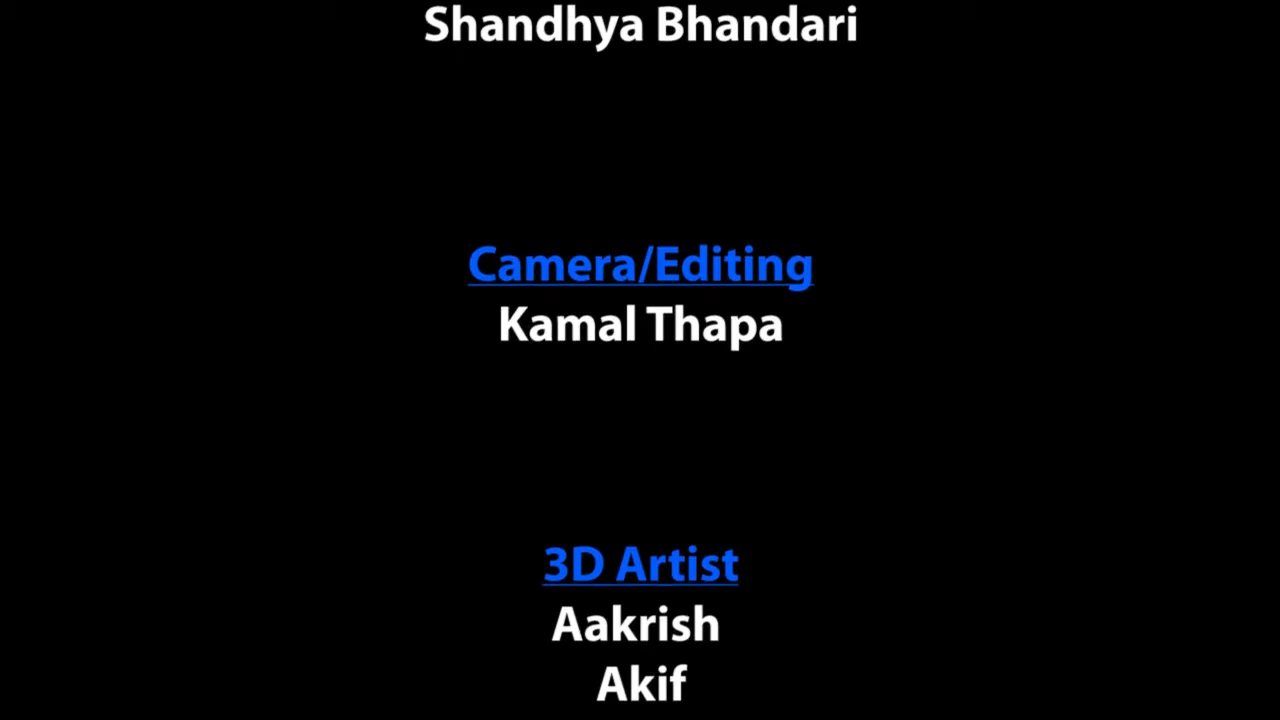 Shandhya Bhandari
Camera/Editing
Kamal Thapa
3D Artist
Aakrish
Akif